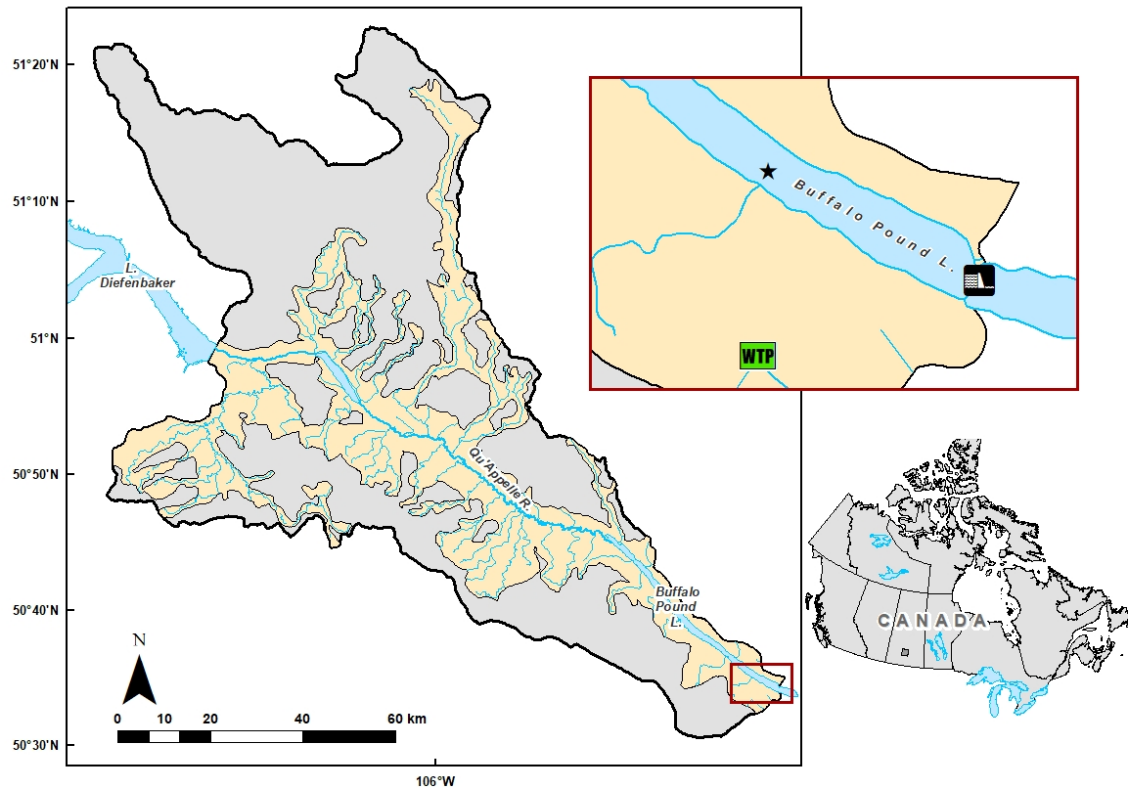 51°20'N
51°10'N
51°N
50°50'N
50°40'N
50°30'N
106°W
L.
Diefenbaker
Qu'Appelle R.
Buffalo
Pound
L.
N
0 10 20 40 60 km
Buffalo Pound L.
WTP
CANADA